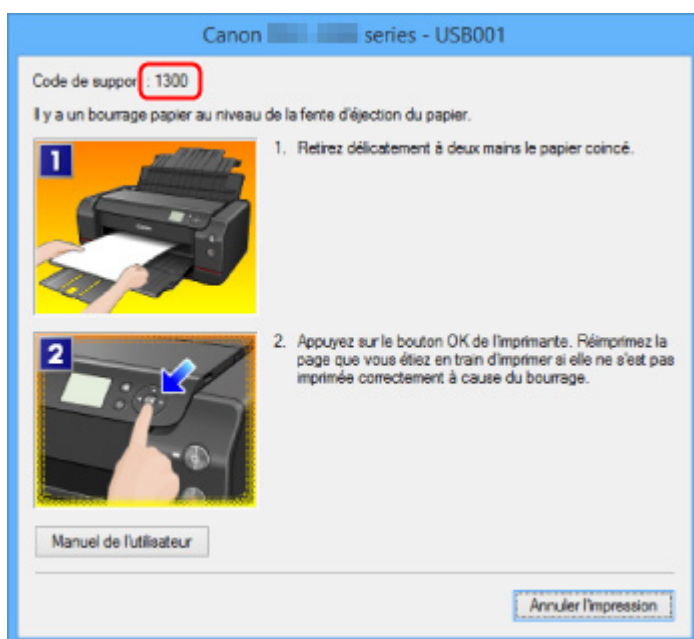 Canon series - USB001
Code de suppor : 1300
Il y a un bourrage papier au niveau de la fente d'éjection du papier.
1
1. Retirez délicatement à deux mains le papier coincé.
2
2. Appuyez sur le bouton OK de l'imprimante. Réimprimez la
page que vous étiez en train d'imprimer si elle ne s'est pas
imprimée correctement à cause du bourrage.
Manuel de l'utilisateur
Annuler l'impression